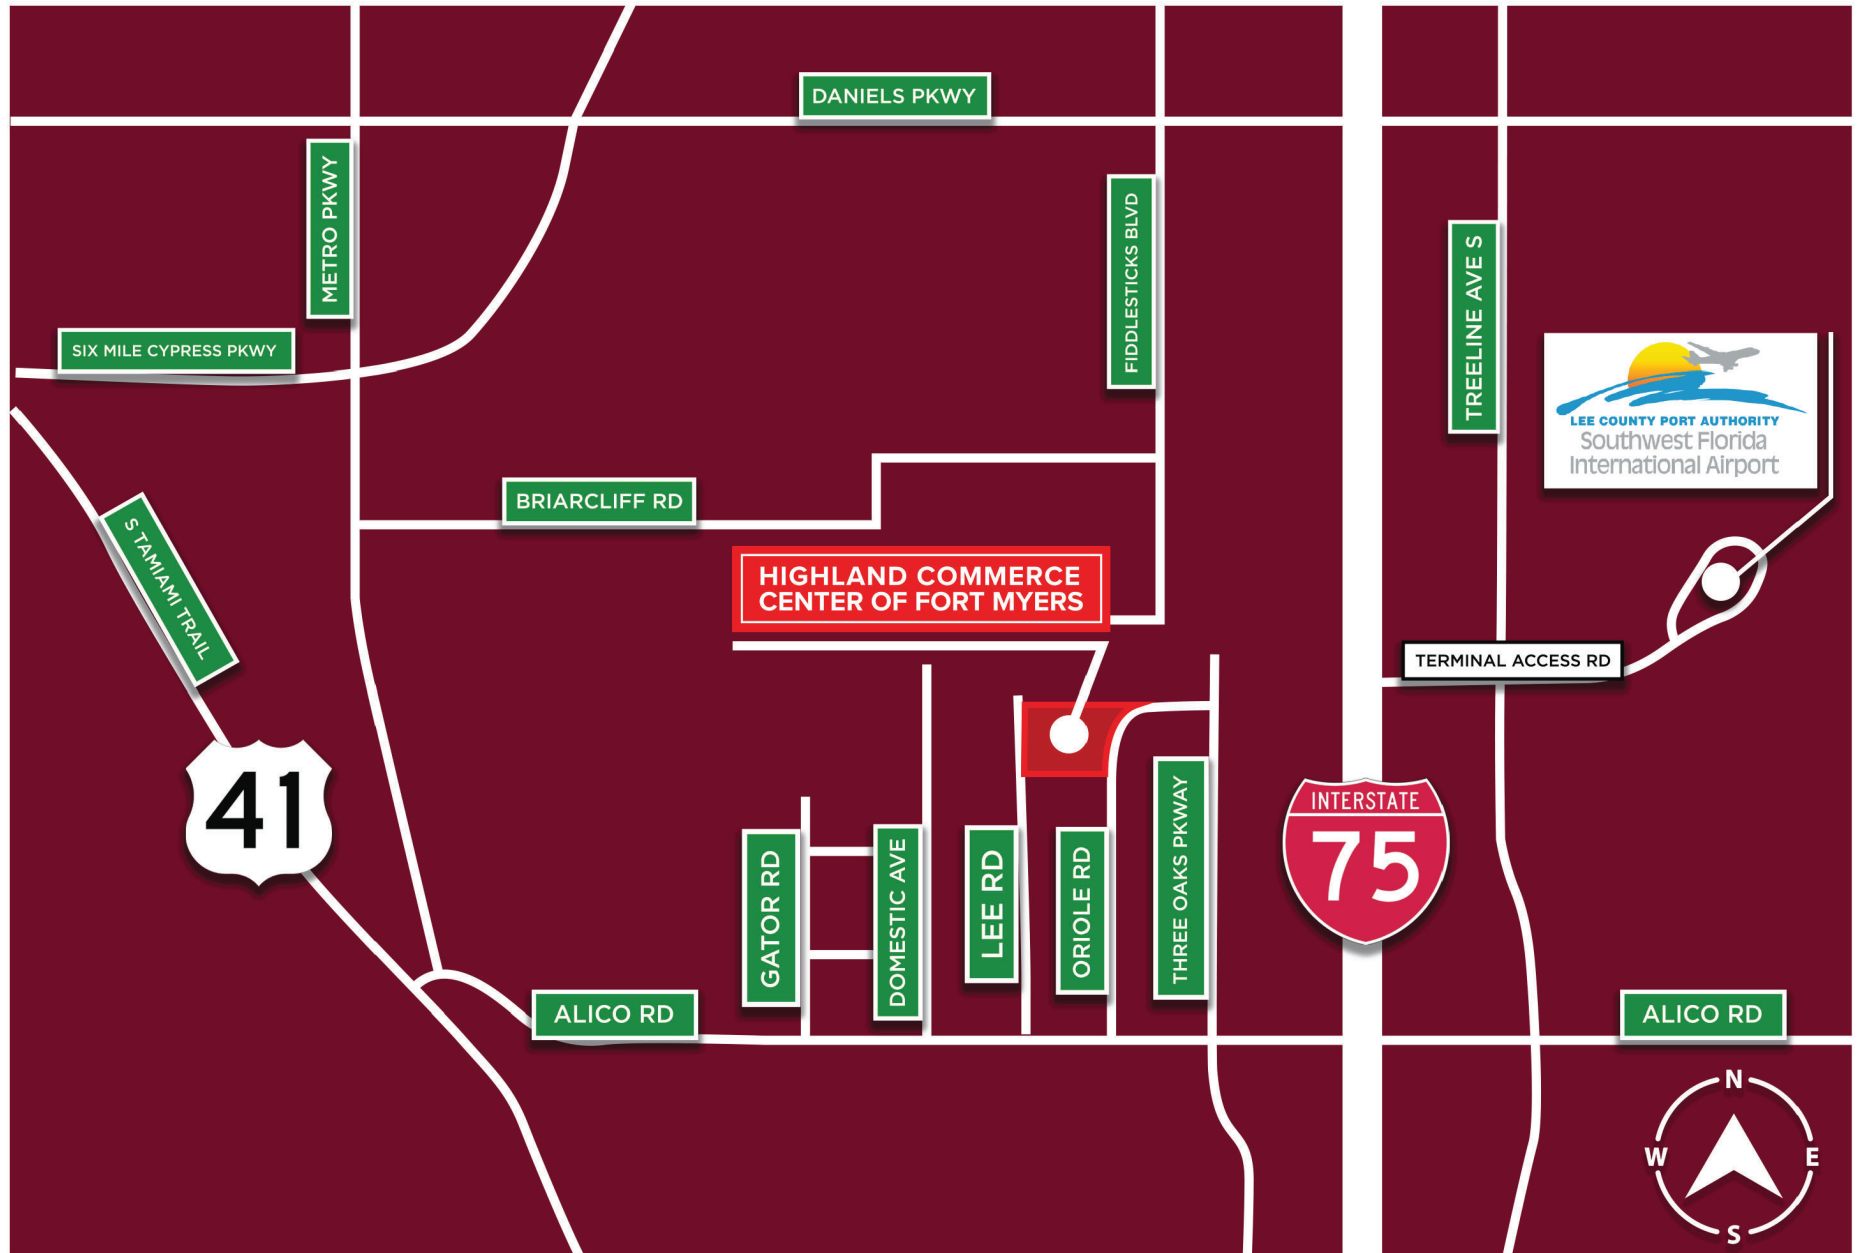 DANIELS PKWY
METRO PKWY
FIDDLESTICKS BLVD
TREELINE AVE S
SIX MILE CYPRESS PKWY
LEE COUNTY PORT AUTHORITY
Southwest Florida
International Airport
S TAMIAMI TRAIL
BRIARCLIFF RD
HIGHLAND COMMERCE
CENTER OF FORT MYERS
TERMINAL ACCESS RD
41
INTERSTATE
75
GATOR RD
DOMESTIC AVE
LEE RD
ORIOLE RD
THREE OAKS PKWAY
ALICO RD
ALICO RD
N
W
E
S